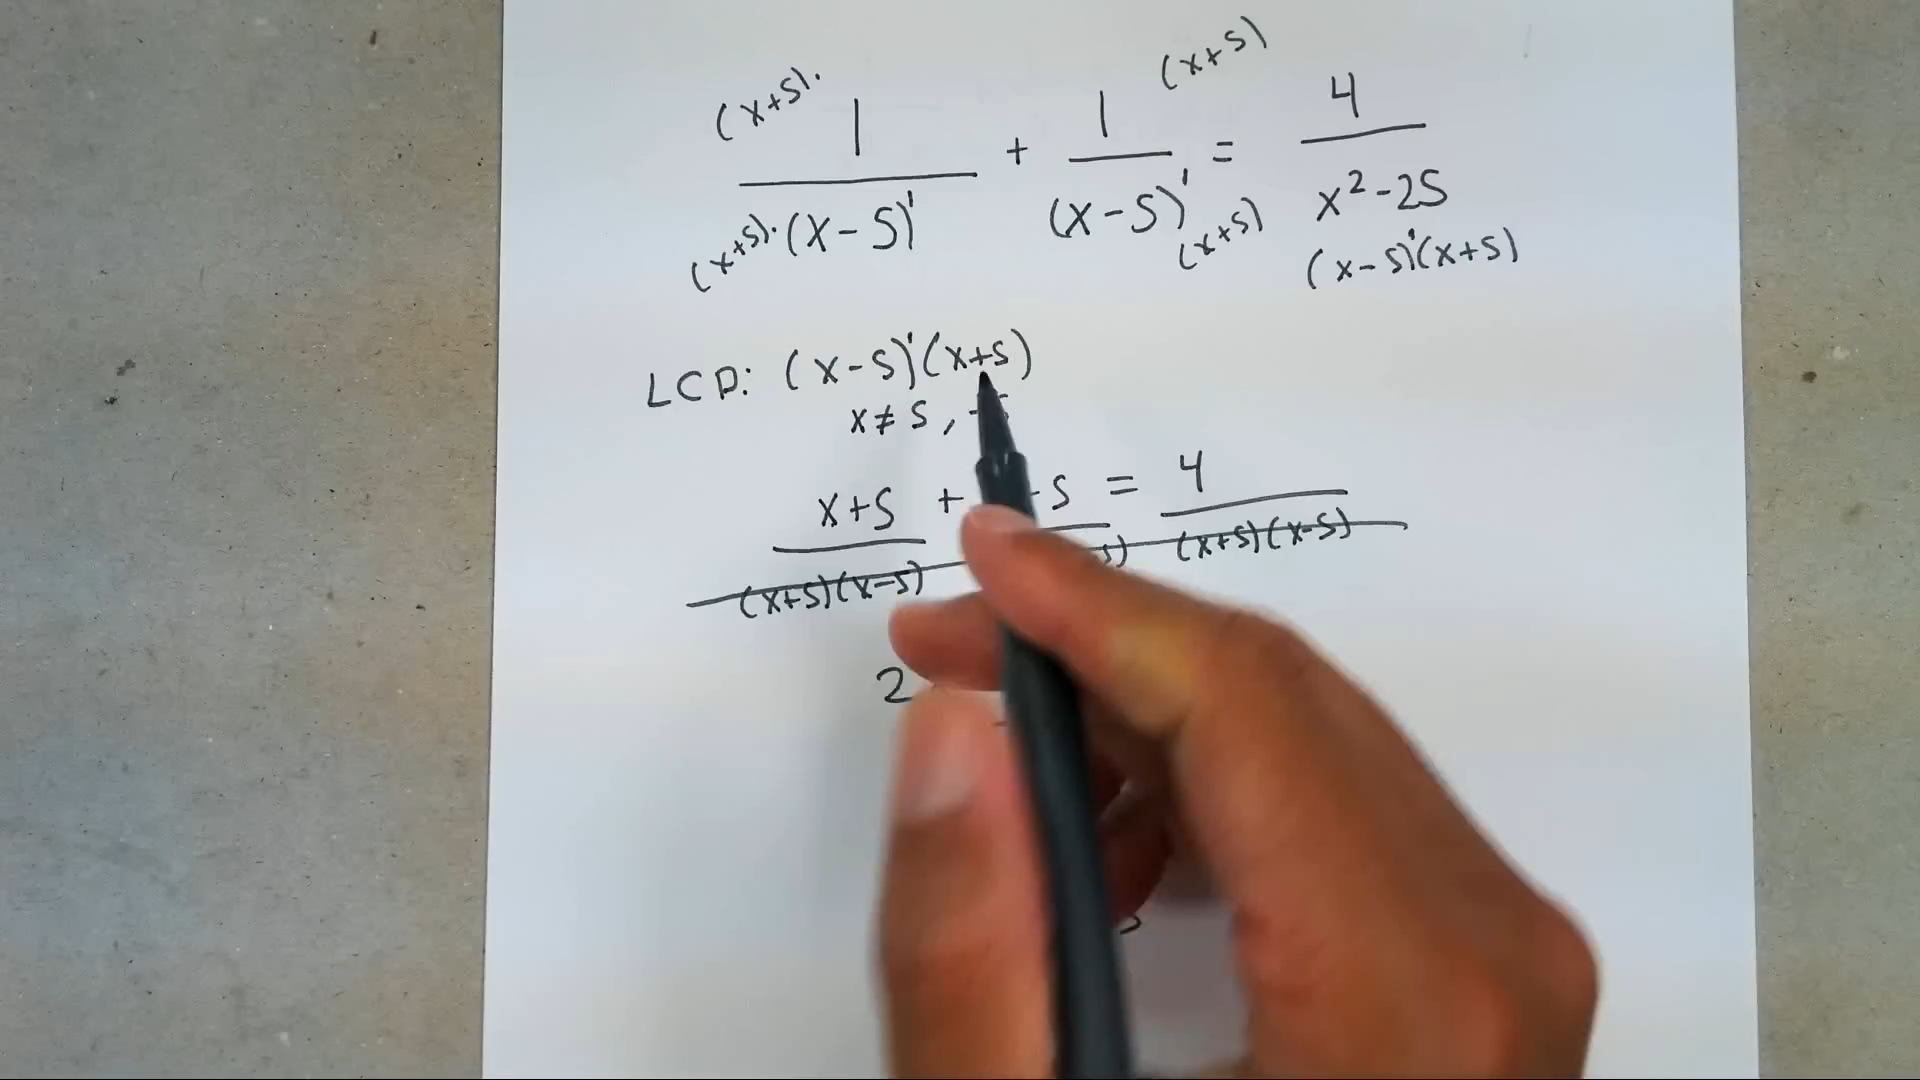 (x+5)· 1 + 1 (x+5) = 4
(x+5)·(x-5)' (x-5)'(x+5) x²-25
(x-5)'(x+5)
LCD: (x-5)'(x+5)
x≠5,
x+5 + -5 = 4
(x+5)(x-5) 5) (x+5)(x-5)
2